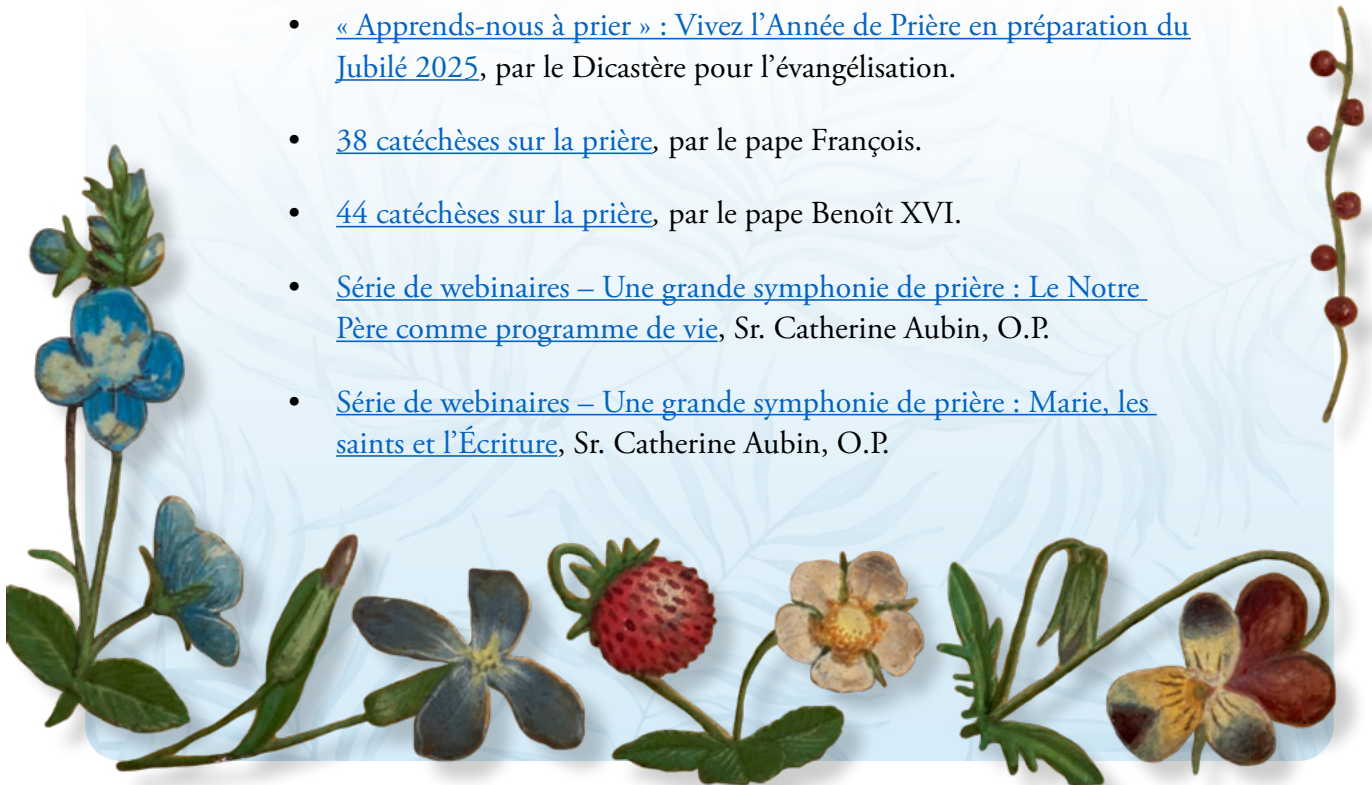 • « Apprends-nous à prier » : Vivez l’Année de Prière en préparation du
Jubilé 2025, par le Dicastère pour l’évangélisation.
• 38 catéchèses sur la prière, par le pape François.
• 44 catéchèses sur la prière, par le pape Benoît XVI.
• Série de webinaires – Une grande symphonie de prière : Le Notre
Père comme programme de vie, Sr. Catherine Aubin, O.P.
• Série de webinaires – Une grande symphonie de prière : Marie, les
saints et l’Écriture, Sr. Catherine Aubin, O.P.